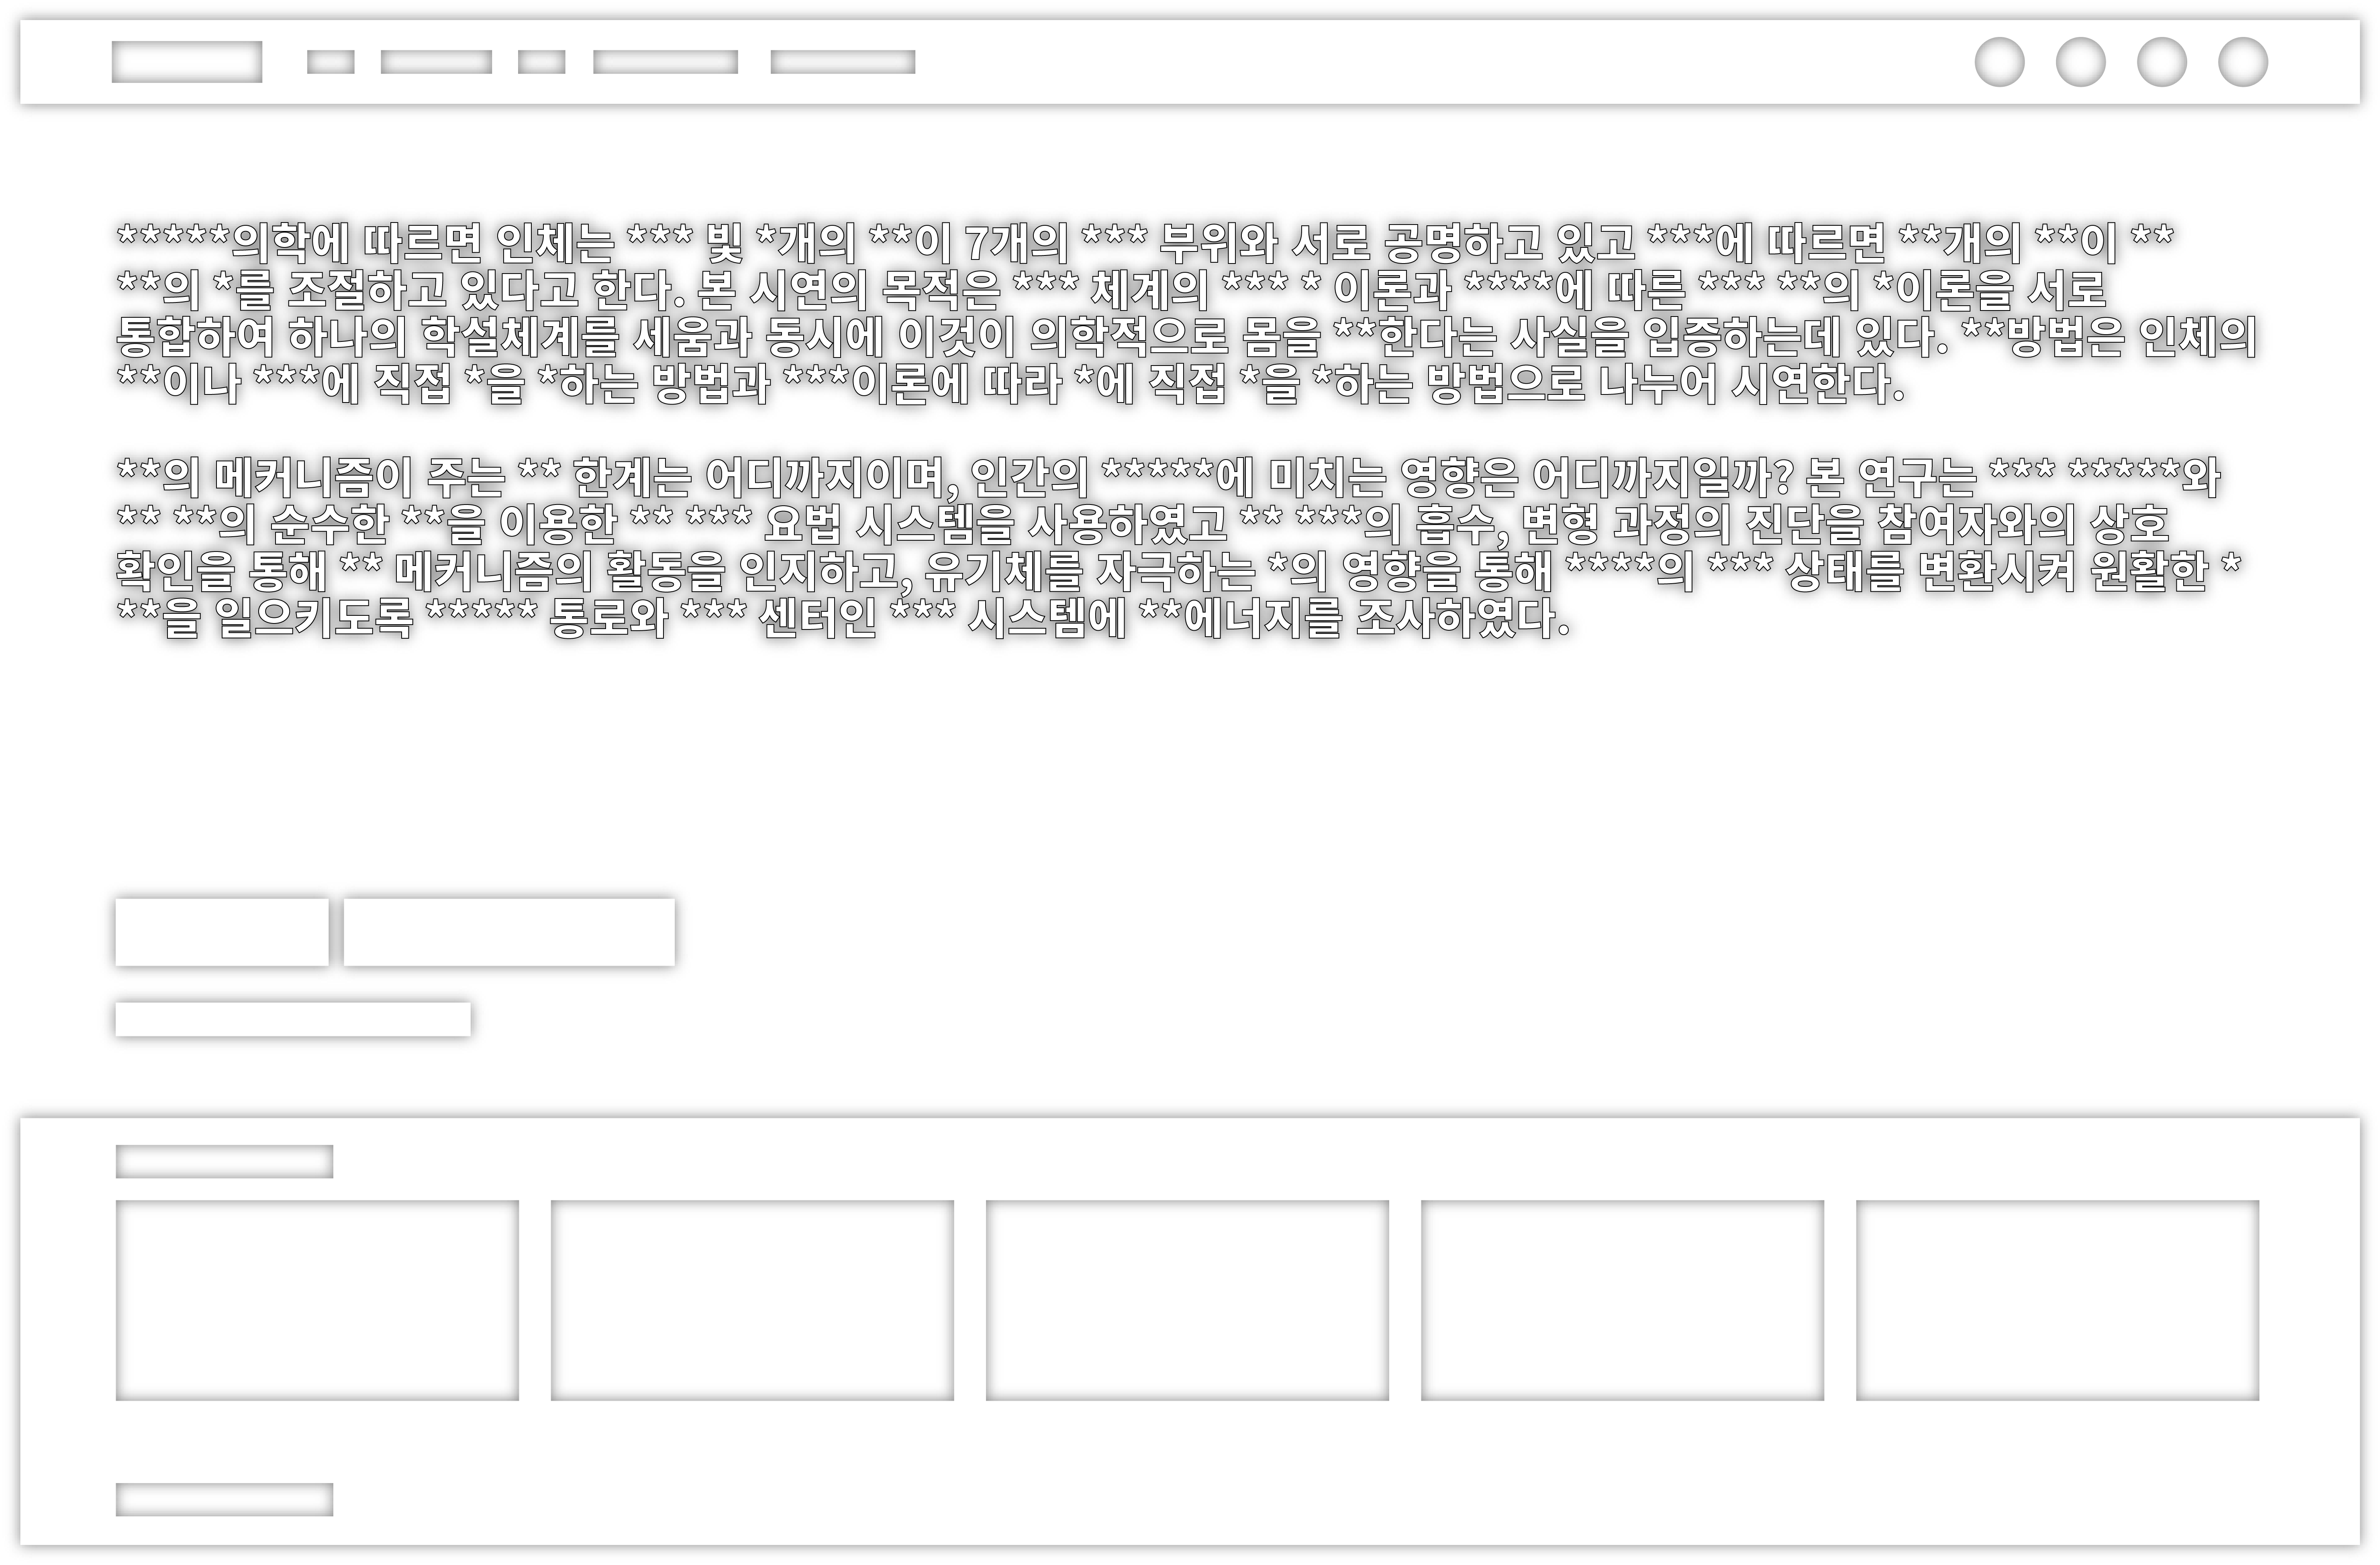 *****의학에 따르면 인체는 *** 빛 *개의 **이 7개의 *** 부위와 서로 공명하고 있고 ***에 따르면 **개의 **이 **
**의 *를 조절하고 있다고 한다. 본 시연의 목적은 *** 체계의 *** * 이론과 ****에 따른 *** **의 *이론을 서로
통합하여 하나의 학설체계를 세움과 동시에 이것이 의학적으로 몸을 **한다는 사실을 입증하는데 있다. **방법은 인체의
**이나 ***에 직접 *을 *하는 방법과 ***이론에 따라 *에 직접 *을 *하는 방법으로 나누어 시연한다.
**의 메커니즘이 주는 ** 한계는 어디까지이며, 인간의 *****에 미치는 영향은 어디까지일까? 본 연구는 *** *****와
** **의 순수한 **을 이용한 ** *** 요법 시스템을 사용하였고 ** ***의 흡수, 변형 과정의 진단을 참여자와의 상호
확인을 통해 ** 메커니즘의 활동을 인지하고, 유기체를 자극하는 *의 영향을 통해 ****의 *** 상태를 변환시켜 원활한 *
**을 일으키도록 ***** 통로와 *** 센터인 *** 시스템에 **에너지를 조사하였다.